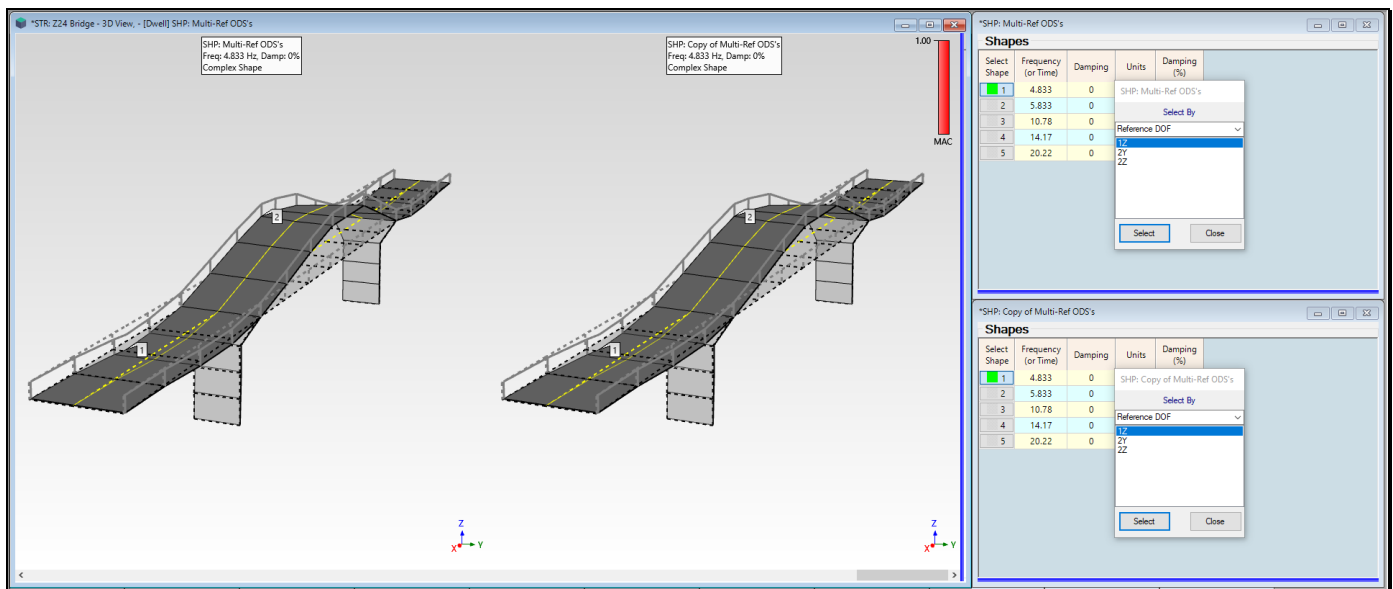 *STR: Z24 Bridge - 3D View, - [Dwell] SHP: Multi-Ref ODS's
SHP: Multi-Ref ODS's
Freq: 4.833 Hz, Damp: 0%
Complex Shape
2
1
Z
X
Y
SHP: Copy of Multi-Ref ODS's
Freq: 4.833 Hz, Damp: 0%
Complex Shape
1.00
MAC
2
1
Z
X
Y
*SHP: Multi-Ref ODS's
Shapes
Select Shape Frequency (or Time) Damping Units Damping (%)
1 4.833 0
2 5.833 0
3 10.78 0
4 14.17 0
5 20.22 0
SHP: Multi-Ref ODS's
Select By
Reference DOF
1Z
2Y
2Z
Select Close
*SHP: Copy of Multi-Ref ODS's
Shapes
Select Shape Frequency (or Time) Damping Units Damping (%)
1 4.833 0
2 5.833 0
3 10.78 0
4 14.17 0
5 20.22 0
SHP: Copy of Multi-Ref ODS's
Select By
Reference DOF
1Z
2Y
2Z
Select Close